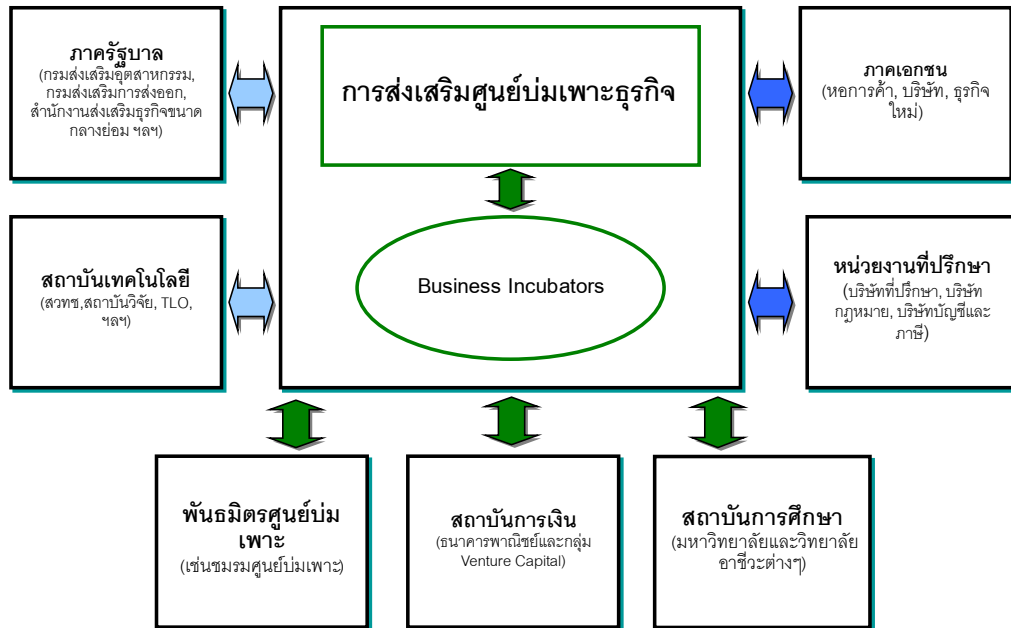 ภาครัฐบาล
(กรมส่งเสริมอุตสาหกรรม,
กรมส่งเสริมการส่งออก,
สำนักงานส่งเสริมธุรกิจขนาด
กลางย่อม ฯลฯ)
การส่งเสริมศูนย์บ่มเพาะธุรกิจ
ภาคเอกชน
(หอการค้า, บริษัท, ธุรกิจ
ใหม่)
สถาบันเทคโนโลยี
(สวทช,สถาบันวิจัย, TLO,
ฯลฯ)
Business Incubators
หน่วยงานที่ปรึกษา
(บริษัทที่ปรึกษา, บริษัท
กฎหมาย, บริษัทบัญชีและ
ภาษี)
พันธมิตรศูนย์บ่ม
เพาะ
(เช่นชมรมศูนย์บ่มเพาะ)
สถาบันการเงิน
(ธนาคารพาณิชย์และกลุ่ม
Venture Capital)
สถาบันการศึกษา
(มหาวิทยาลัยและวิทยาลัย
อาชีวะต่างๆ)